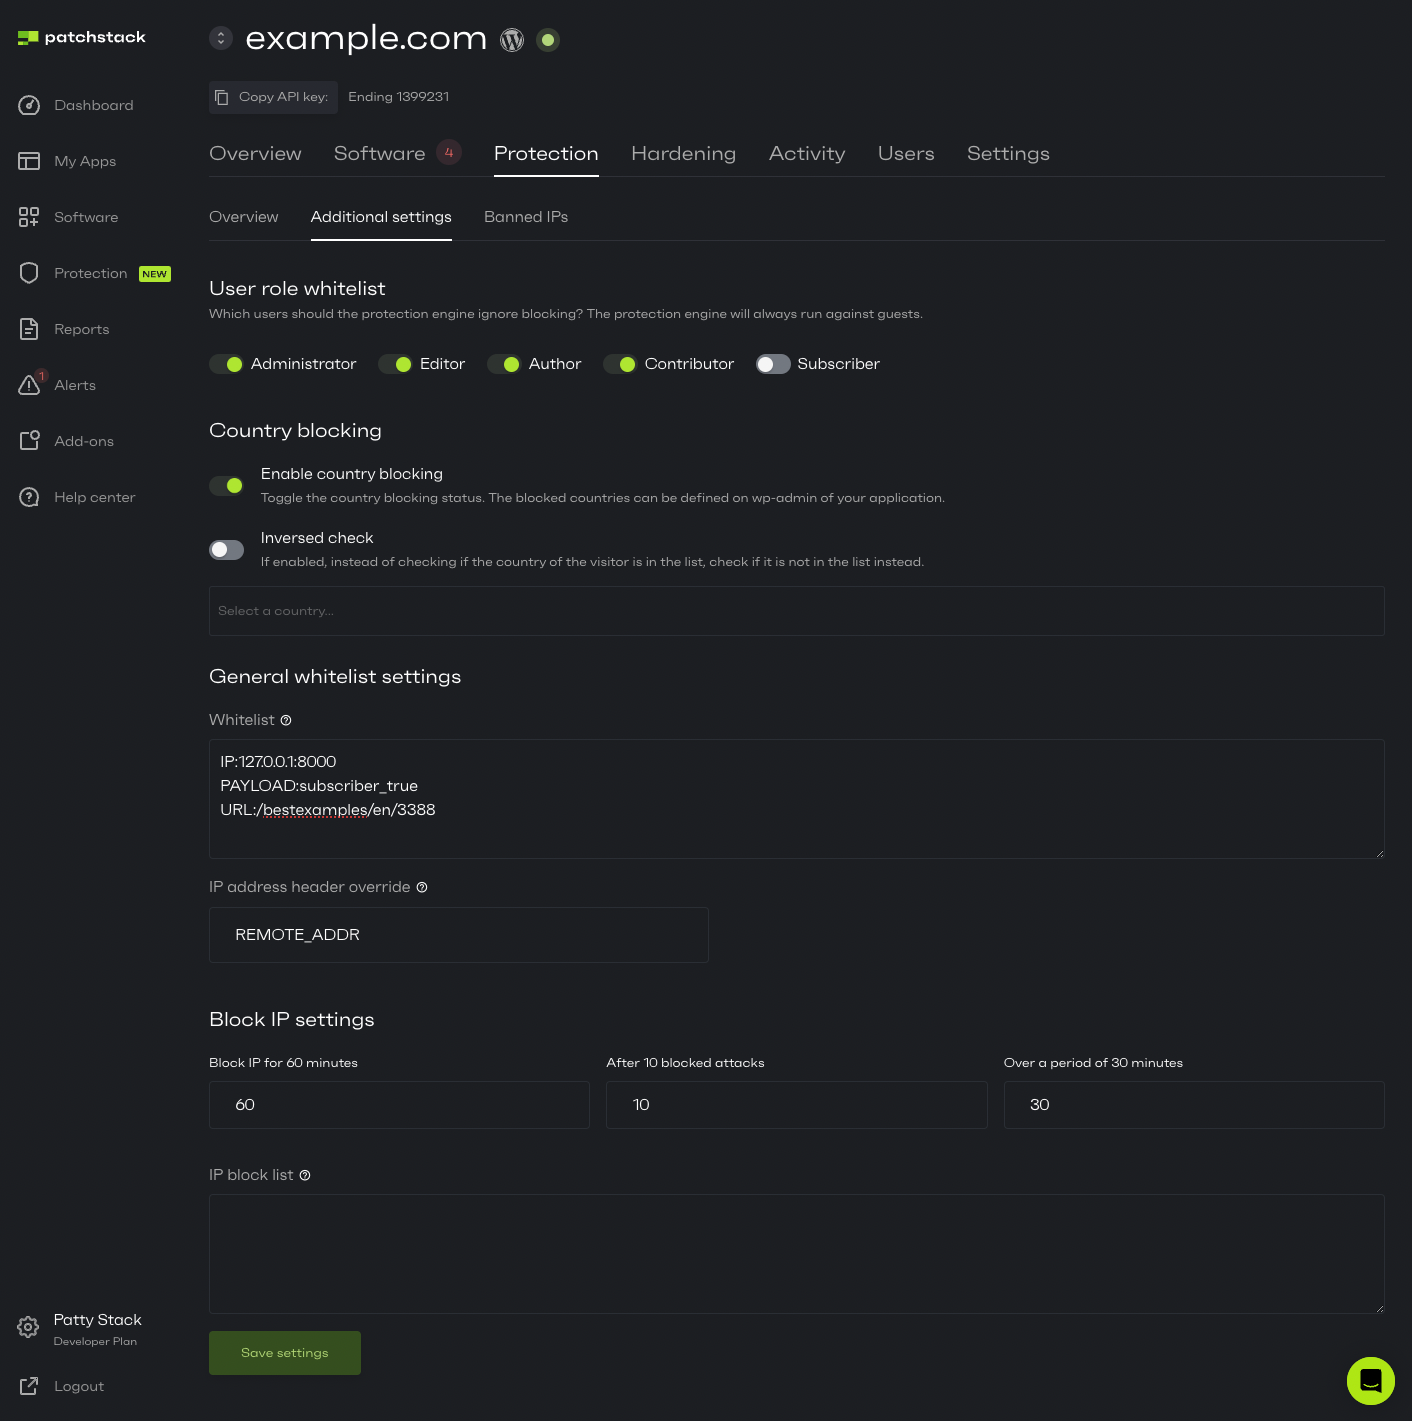 patchstack
example.com
Copy API key: Ending 1399231
Dashboard
My Apps
Software
Protection NEW
Reports
1
Alerts
Add-ons
Help center
Overview Software 4 Protection Hardening Activity Users Settings
Overview Additional settings Banned IPs
User role whitelist
Which users should the protection engine ignore blocking? The protection engine will always run against guests.
Administrator Editor Author Contributor Subscriber
Country blocking
Enable country blocking
Toggle the country blocking status. The blocked countries can be defined on wp-admin of your application.
Inversed check
If enabled, instead of checking if the country of the visitor is in the list, check if it is not in the list instead.
Select a country...
General whitelist settings
Whitelist
IP:127.0.0.1:8000
PAYLOAD:subscriber_true
URL:/bestexamples/en/3388
IP address header override
REMOTE_ADDR
Block IP settings
Block IP for 60 minutes After 10 blocked attacks Over a period of 30 minutes
60 10 30
IP block list
Save settings
Patty Stack
Developer Plan
Logout